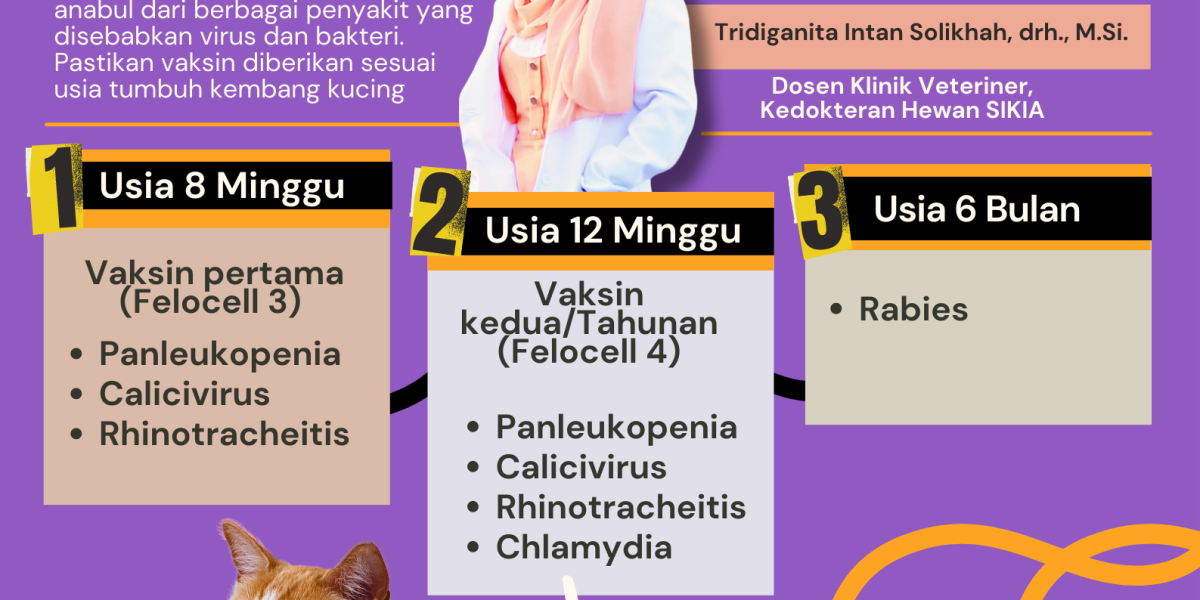 anabul dari berbagai penyakit yang
disebabkan virus dan bakteri.
Pastikan vaksin diberikan sesuai
usia tumbuh kembang kucing
Tridiganita Intan Solikhah, drh., M.Si.
Dosen Klinik Veteriner,
Kedokteran Hewan SIKIA
1
Usia 8 Minggu
Vaksin pertama
(Felocell 3)
• Panleukopenia
• Calicivirus
• Rhinotracheitis
2
Usia 12 Minggu
Vaksin
kedua/Tahunan
(Felocell 4)
• Panleukopenia
• Calicivirus
• Rhinotracheitis
• Chlamydia
3
Usia 6 Bulan
• Rabies